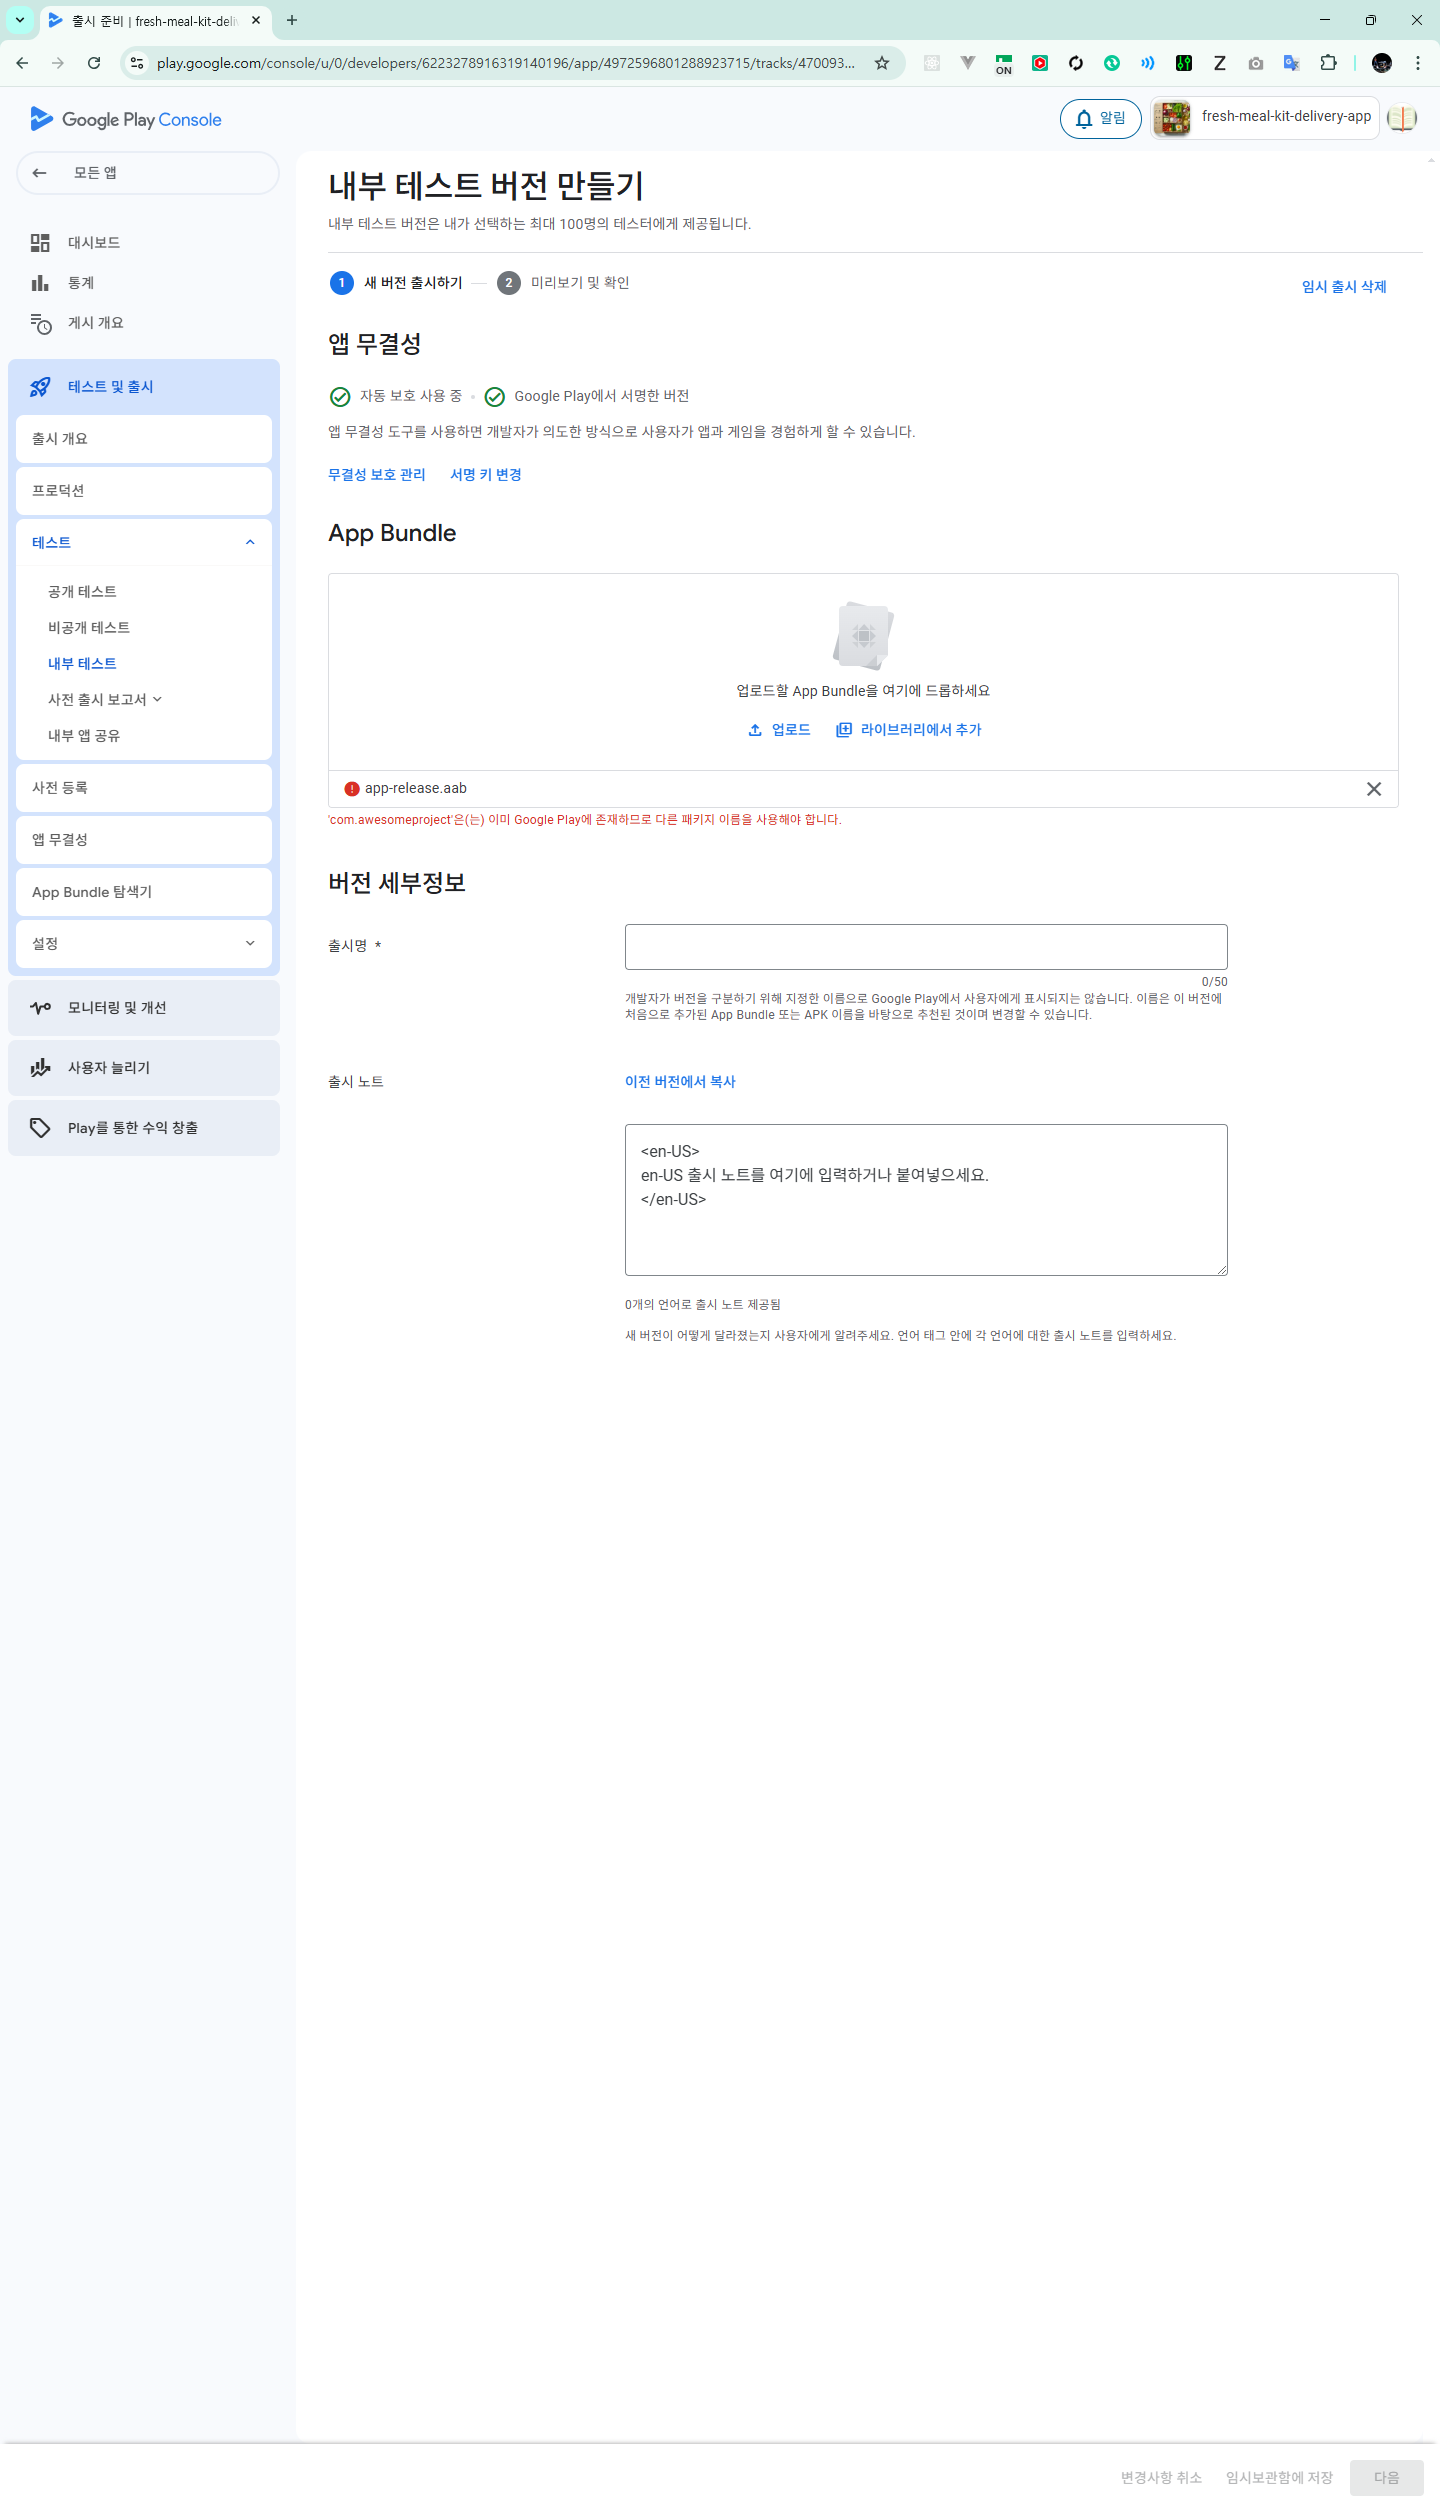 출시 준비 | fresh-meal-kit-deliv
play.google.com/console/u/0/developers/6223278916319140196/app/4972596801288923715/tracks/470093...
ON
Google Play Console
알림
fresh-meal-kit-delivery-app
모든 앱
대시보드
통계
게시 개요
테스트 및 출시
출시 개요
프로덕션
테스트
공개 테스트
비공개 테스트
내부 테스트
사전 출시 보고서
내부 앱 공유
사전 등록
앱 무결성
App Bundle 탐색기
설정
모니터링 및 개선
사용자 늘리기
Play를 통한 수익 창출
내부 테스트 버전 만들기
내부 테스트 버전은 내가 선택하는 최대 100명의 테스터에게 제공됩니다.
1 새 버전 출시하기 2 미리보기 및 확인
임시 출시 삭제
앱 무결성
자동 보호 사용 중 • Google Play에서 서명한 버전
앱 무결성 도구를 사용하면 개발자가 의도한 방식으로 사용자가 앱과 게임을 경험하게 할 수 있습니다.
무결성 보호 관리 서명 키 변경
App Bundle
업로드할 App Bundle을 여기에 드롭하세요
업로드 라이브러리에서 추가
app-release.aab
'com.awesomeproject'은(는) 이미 Google Play에 존재하므로 다른 패키지 이름을 사용해야 합니다.
버전 세부정보
출시명 *
0/50
개발자가 버전을 구분하기 위해 지정한 이름으로 Google Play에서 사용자에게 표시되지는 않습니다. 이름은 이 버전에
처음으로 추가된 App Bundle 또는 APK 이름을 바탕으로 추천된 것이며 변경할 수 있습니다.
출시 노트
이전 버전에서 복사
<en-US>
en-US 출시 노트를 여기에 입력하거나 붙여넣으세요.
</en-US>
0개의 언어로 출시 노트 제공됨
새 버전이 어떻게 달라졌는지 사용자에게 알려주세요. 언어 태그 안에 각 언어에 대한 출시 노트를 입력하세요.
변경사항 취소 임시보관함에 저장 다음